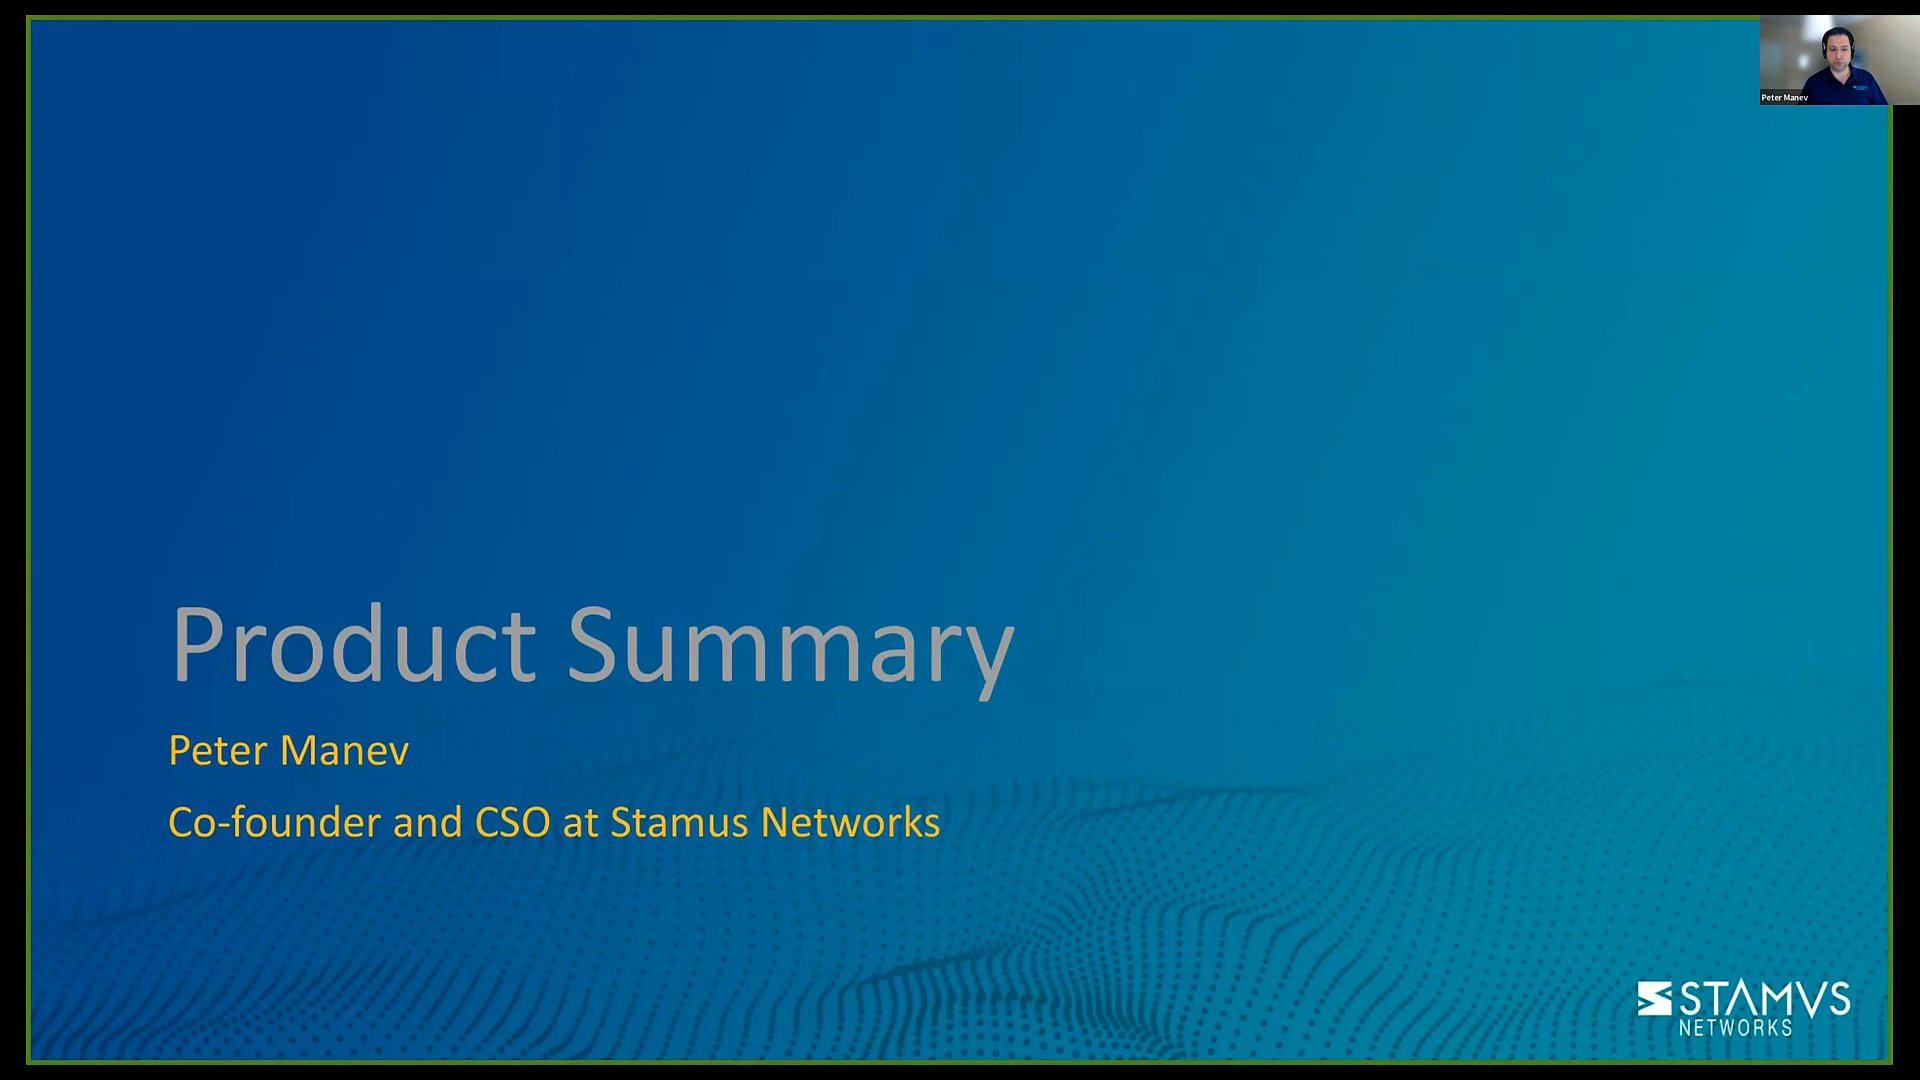 Peter Manev
Product Summary
Peter Manev
Co-founder and CSO at Stamus Networks
STAMVS
NETWORKS